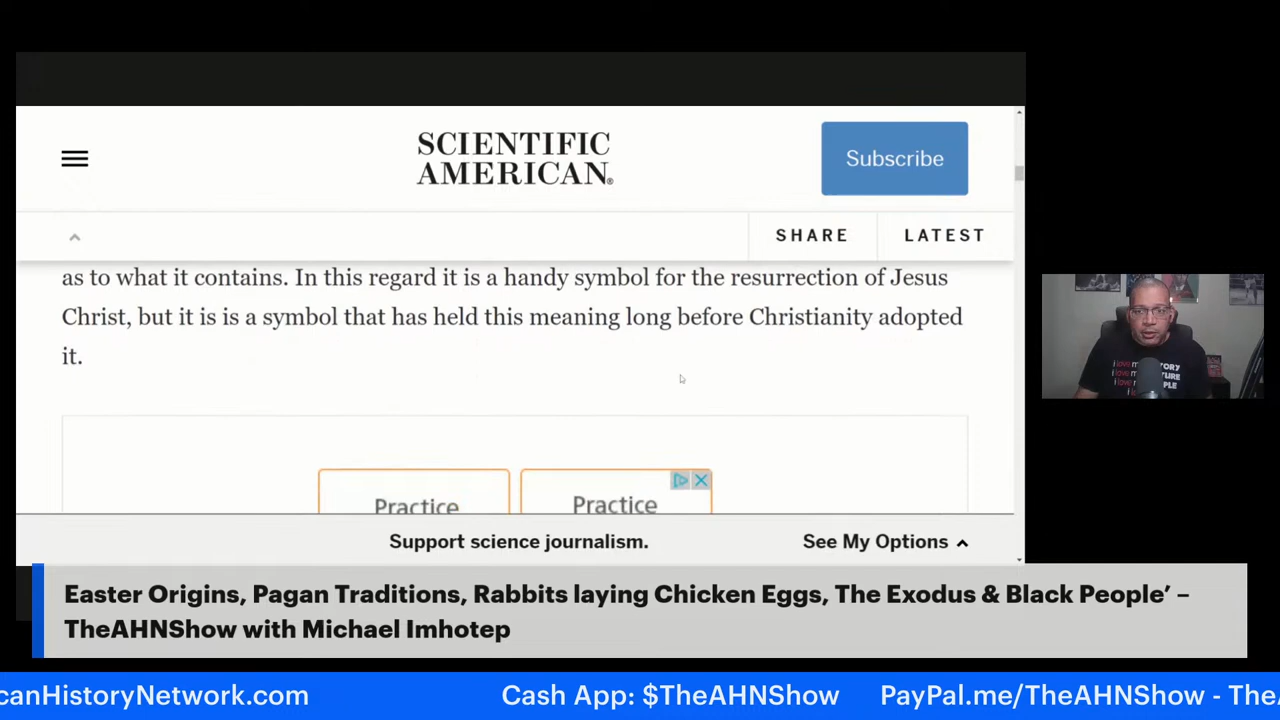 SCIENTIFIC
AMERICAN®
Subscribe
SHARE
LATEST
as to what it contains. In this regard it is a handy symbol for the resurrection of Jesus
Christ, but it is is a symbol that has held this meaning long before Christianity adopted
it.
Practice
Practice
Support science journalism.
See My Options
Easter Origins, Pagan Traditions, Rabbits laying Chicken Eggs, The Exodus & Black People’ –
TheAHNShow with Michael Imhotep
canHistoryNetwork.com
Cash App: $TheAHNShow
PayPal.me/TheAHNShow - The